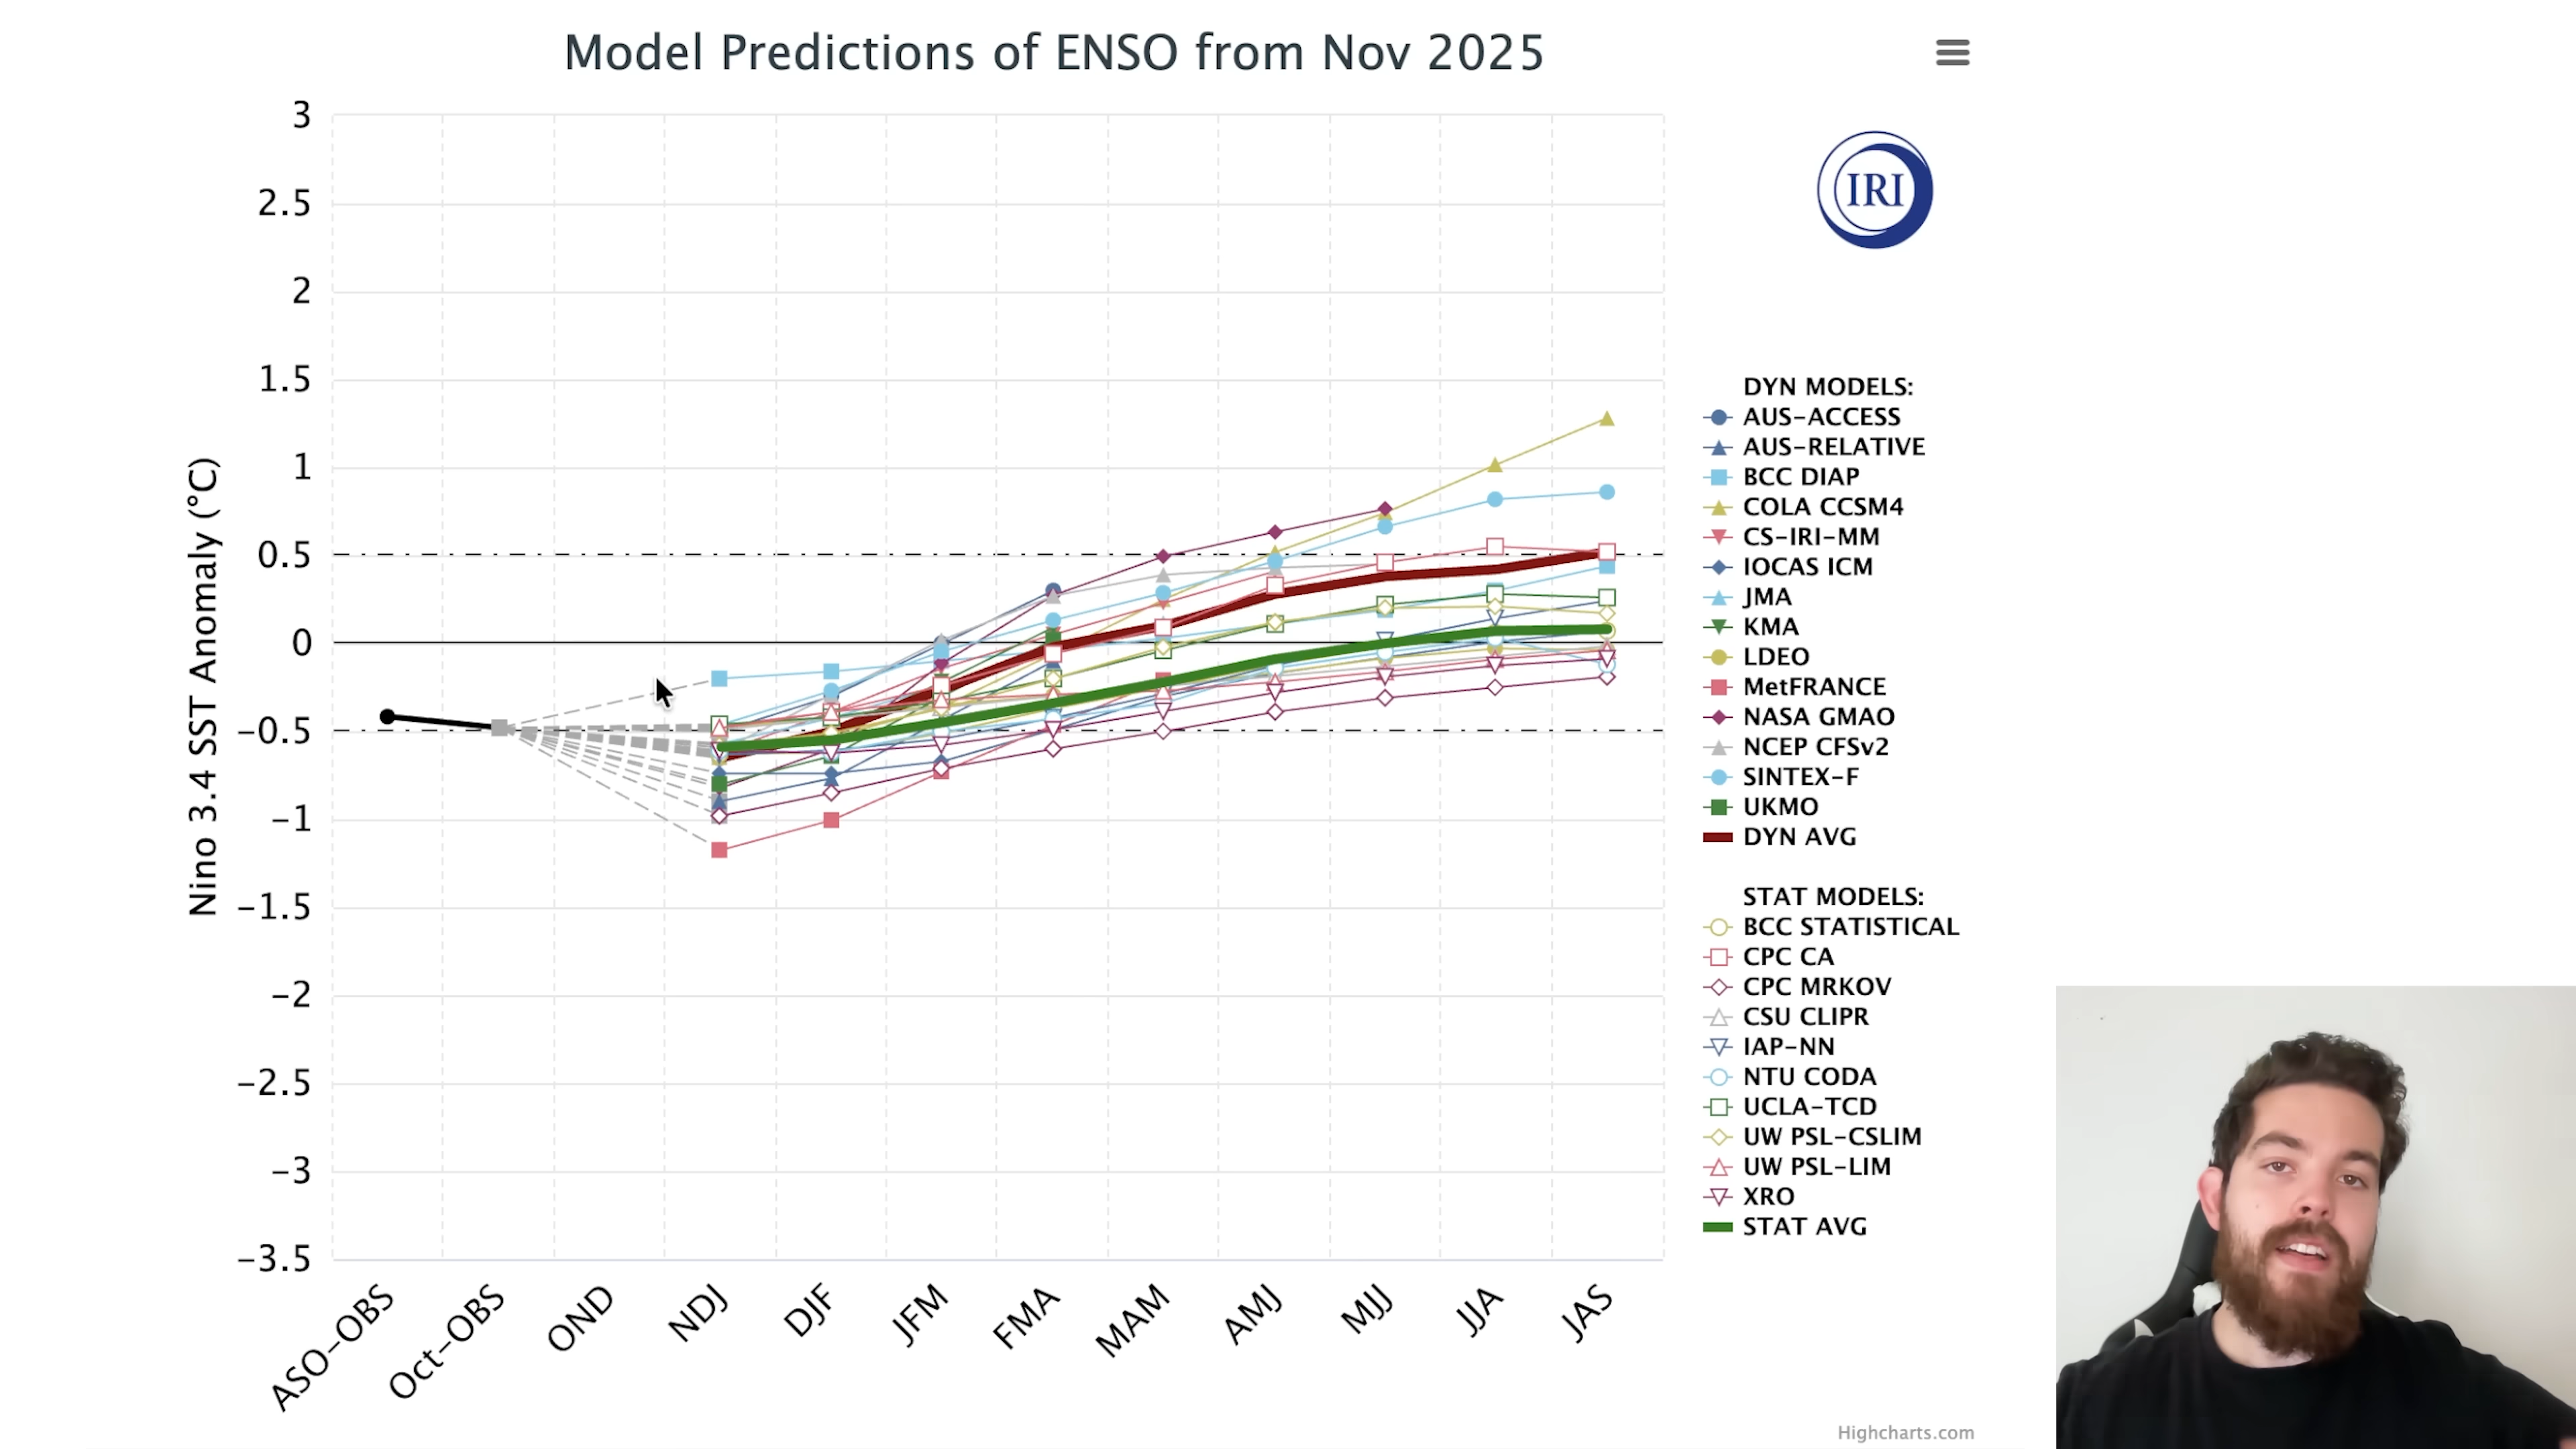 Model Predictions of ENSO from Nov 2025
IRI
3
2.5
2
1.5
1
0.5
0
−0.5
−1
−1.5
−2
−2.5
−3
−3.5
Nino 3.4 SST Anomaly (°C)
ASO-OBS
Oct-OBS
OND
NDJ
DJF
JFM
FMA
MAM
AMJ
MJJ
JJA
JAS
DYN MODELS:
AUS-ACCESS
AUS-RELATIVE
BCC DIAP
COLA CCSM4
CS-IRI-MM
IOCAS ICM
JMA
KMA
LDEO
MetFRANCE
NASA GMAO
NCEP CFSv2
SINTEX-F
UKMO
DYN AVG
STAT MODELS:
BCC STATISTICAL
CPC CA
CPC MRKOV
CSU CLIPR
IAP-NN
NTU CODA
UCLA-TCD
UW PSL-CSLIM
UW PSL-LIM
XRO
STAT AVG
Highcharts.com